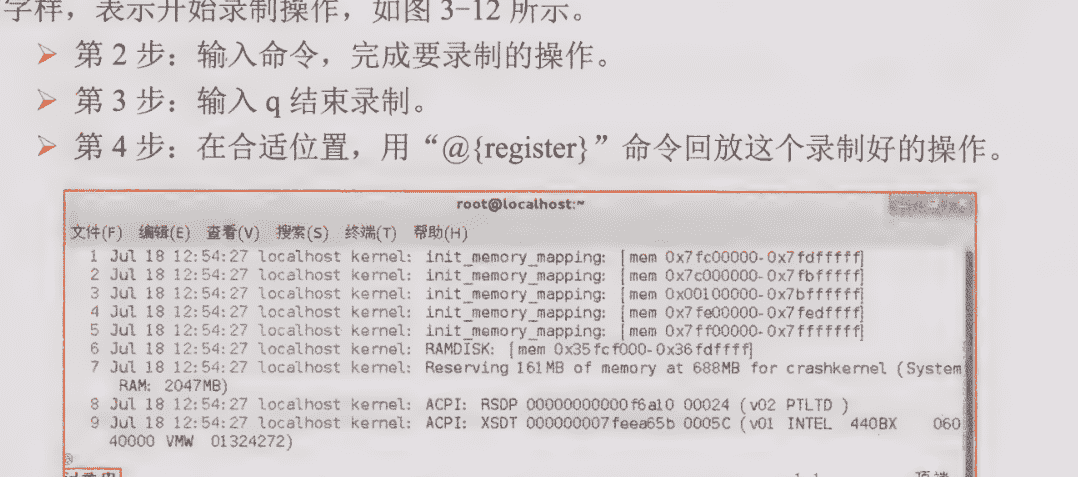 字样，表示开始录制操作，如图 3-12 所示。
第 2 步：输入命令，完成要录制的操作。
第 3 步：输入 q 结束录制。
第 4 步：在合适位置，用“@{register}”命令回放这个录制好的操作。
root@localhost:~
文件(F) 编辑(E) 查看(V) 搜索(S) 终端(T) 帮助(H)
1 Jul 18 12:54:27 localhost kernel: init_memory_mapping: [mem 0x7fc00000-0x7fdfffff]
2 Jul 18 12:54:27 localhost kernel: init_memory_mapping: [mem 0x7c000000-0x7fbfffff]
3 Jul 18 12:54:27 localhost kernel: init_memory_mapping: [mem 0x00100000-0x7bffffff]
4 Jul 18 12:54:27 localhost kernel: init_memory_mapping: [mem 0x7fe00000-0x7fedffff]
5 Jul 18 12:54:27 localhost kernel: init_memory_mapping: [mem 0x7ff00000-0x7fffffff]
6 Jul 18 12:54:27 localhost kernel: RAMDISK: [mem 0x35fcf000-0x36fdffff]
7 Jul 18 12:54:27 localhost kernel: Reserving 161MB of memory at 688MB for crashkernel (System
RAM: 2047MB)
8 Jul 18 12:54:27 localhost kernel: ACPI: RSDP 00000000000f6a10 00024 (v02 PTLTD )
9 Jul 18 12:54:27 localhost kernel: ACPI: XSDT 000000007feea65b 0005C (v01 INTEL 440BX 060
40000 VMW 01324272)
@
顶端